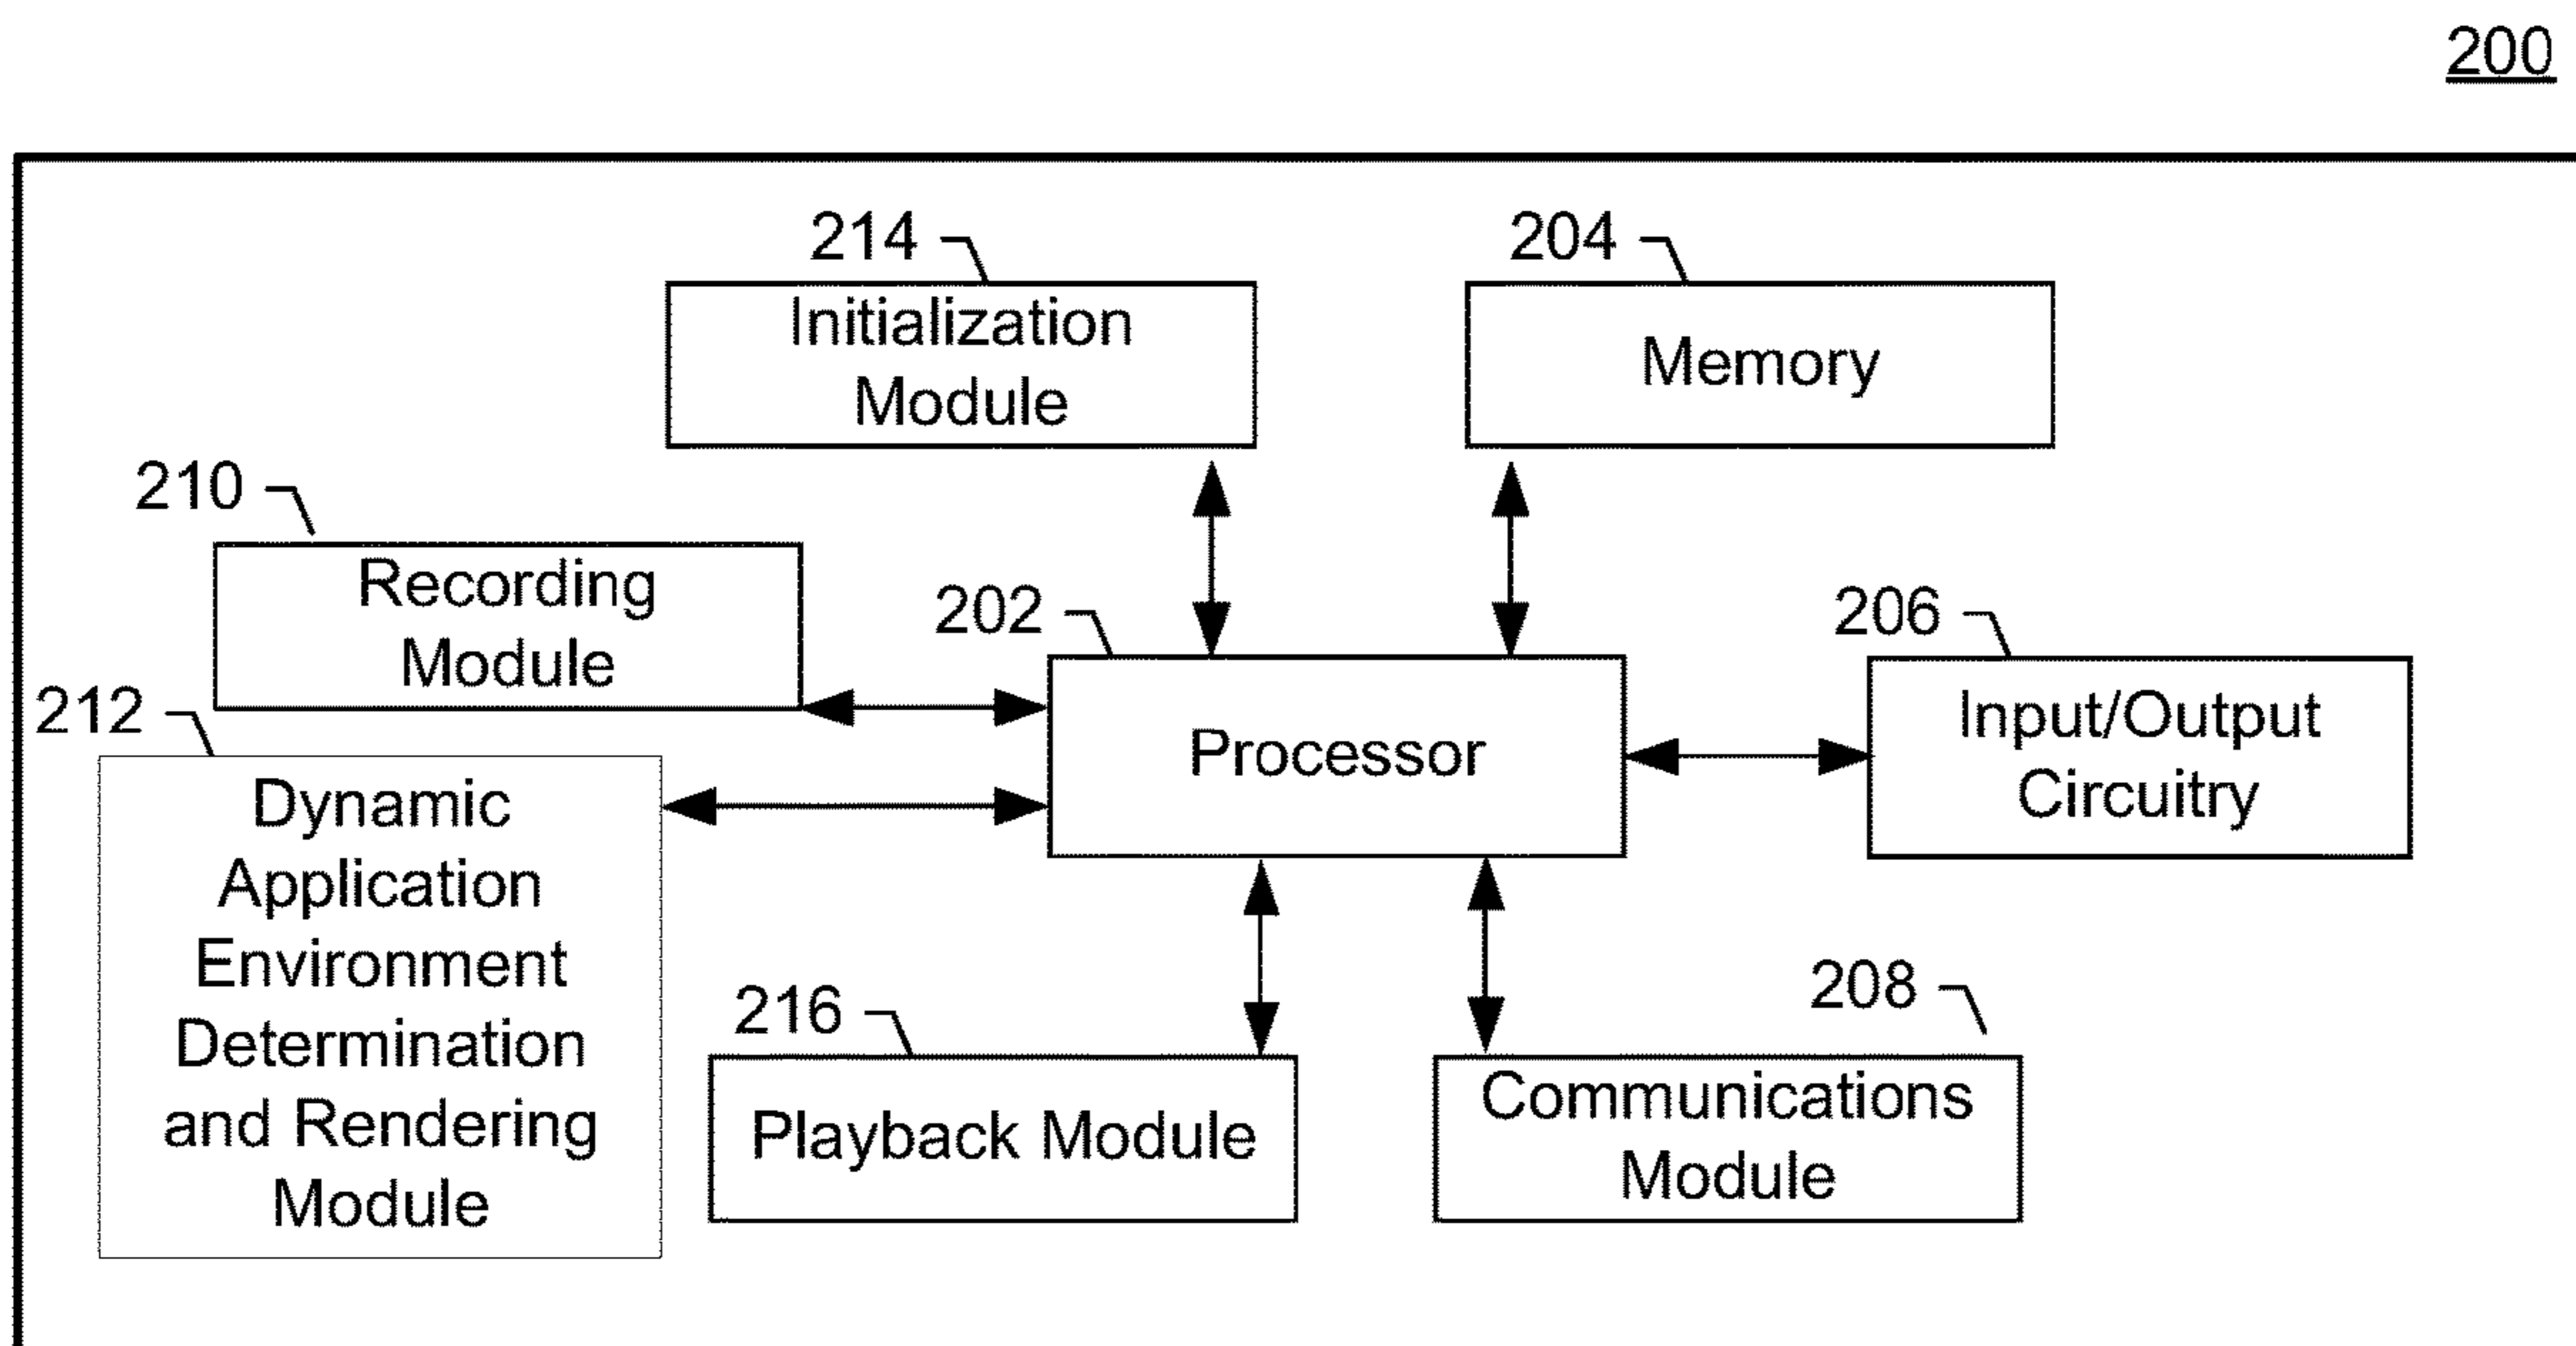 200
214
Initialization
Module
204
Memory
210
Recording
Module
202
Processor
206
Input/Output
Circuitry
212
Dynamic
Application
Environment
Determination
and Rendering
Module
216
Playback Module
208
Communications
Module